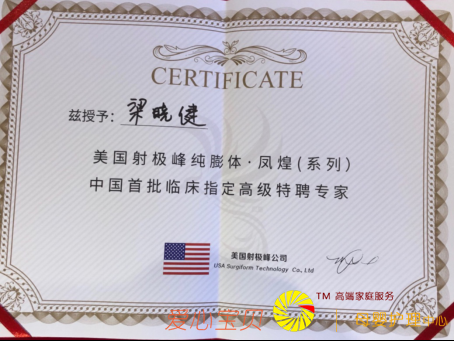 CERTIFICATE
兹授予: 梁晓健
美国射极峰纯膨体·凤煌(系列)
中国首批临床指定高级特聘专家
美国射极峰公司
USA Surgiform Technology Co., Ltd
TM 高端家庭服务
爱心宝贝